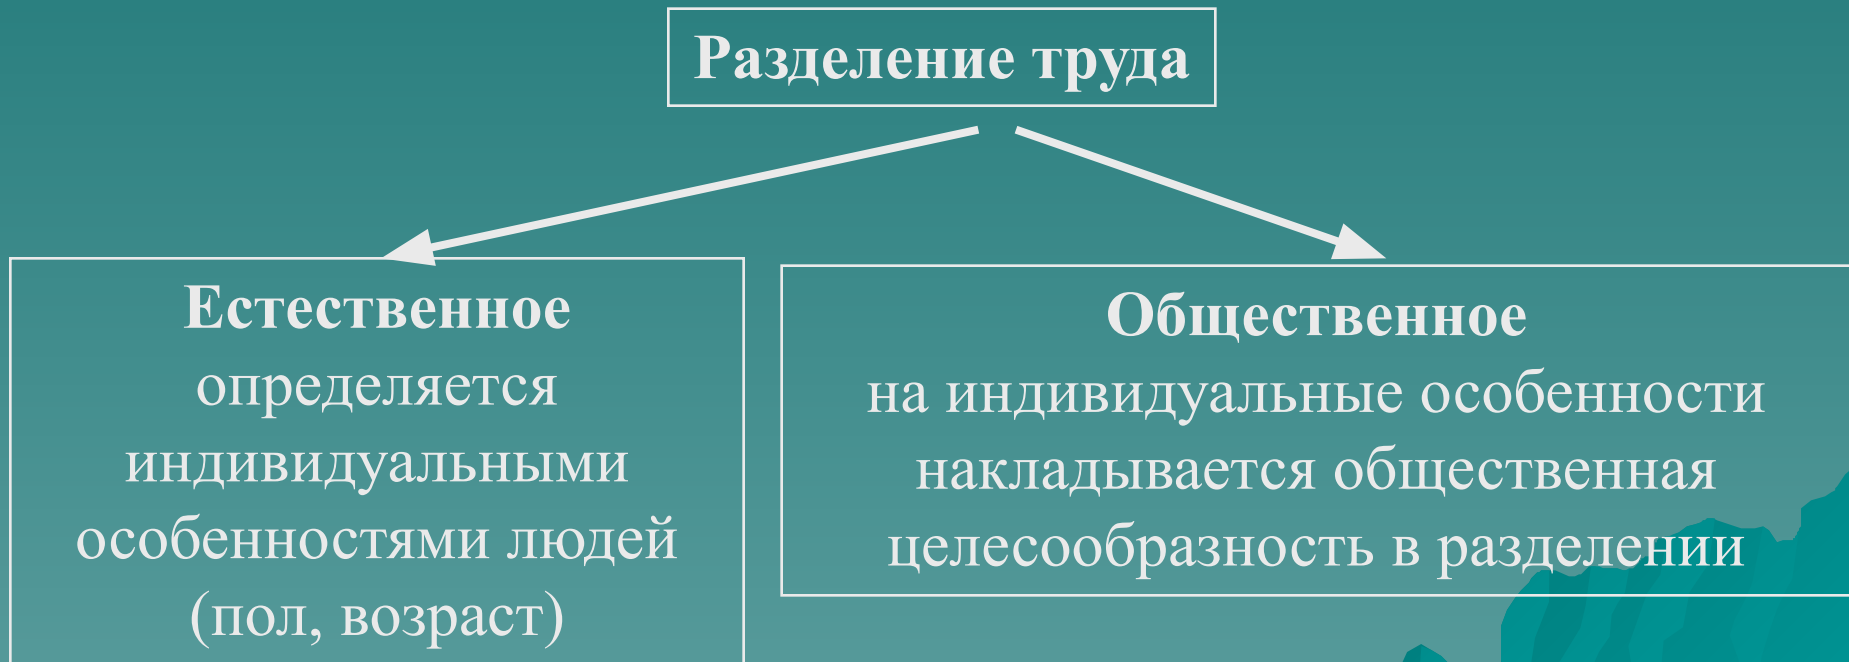 Разделение труда
Естественное
определяется
индивидуальными
особенностями людей
(пол, возраст)
Общественное
на индивидуальные особенности
накладывается общественная
целесообразность в разделении